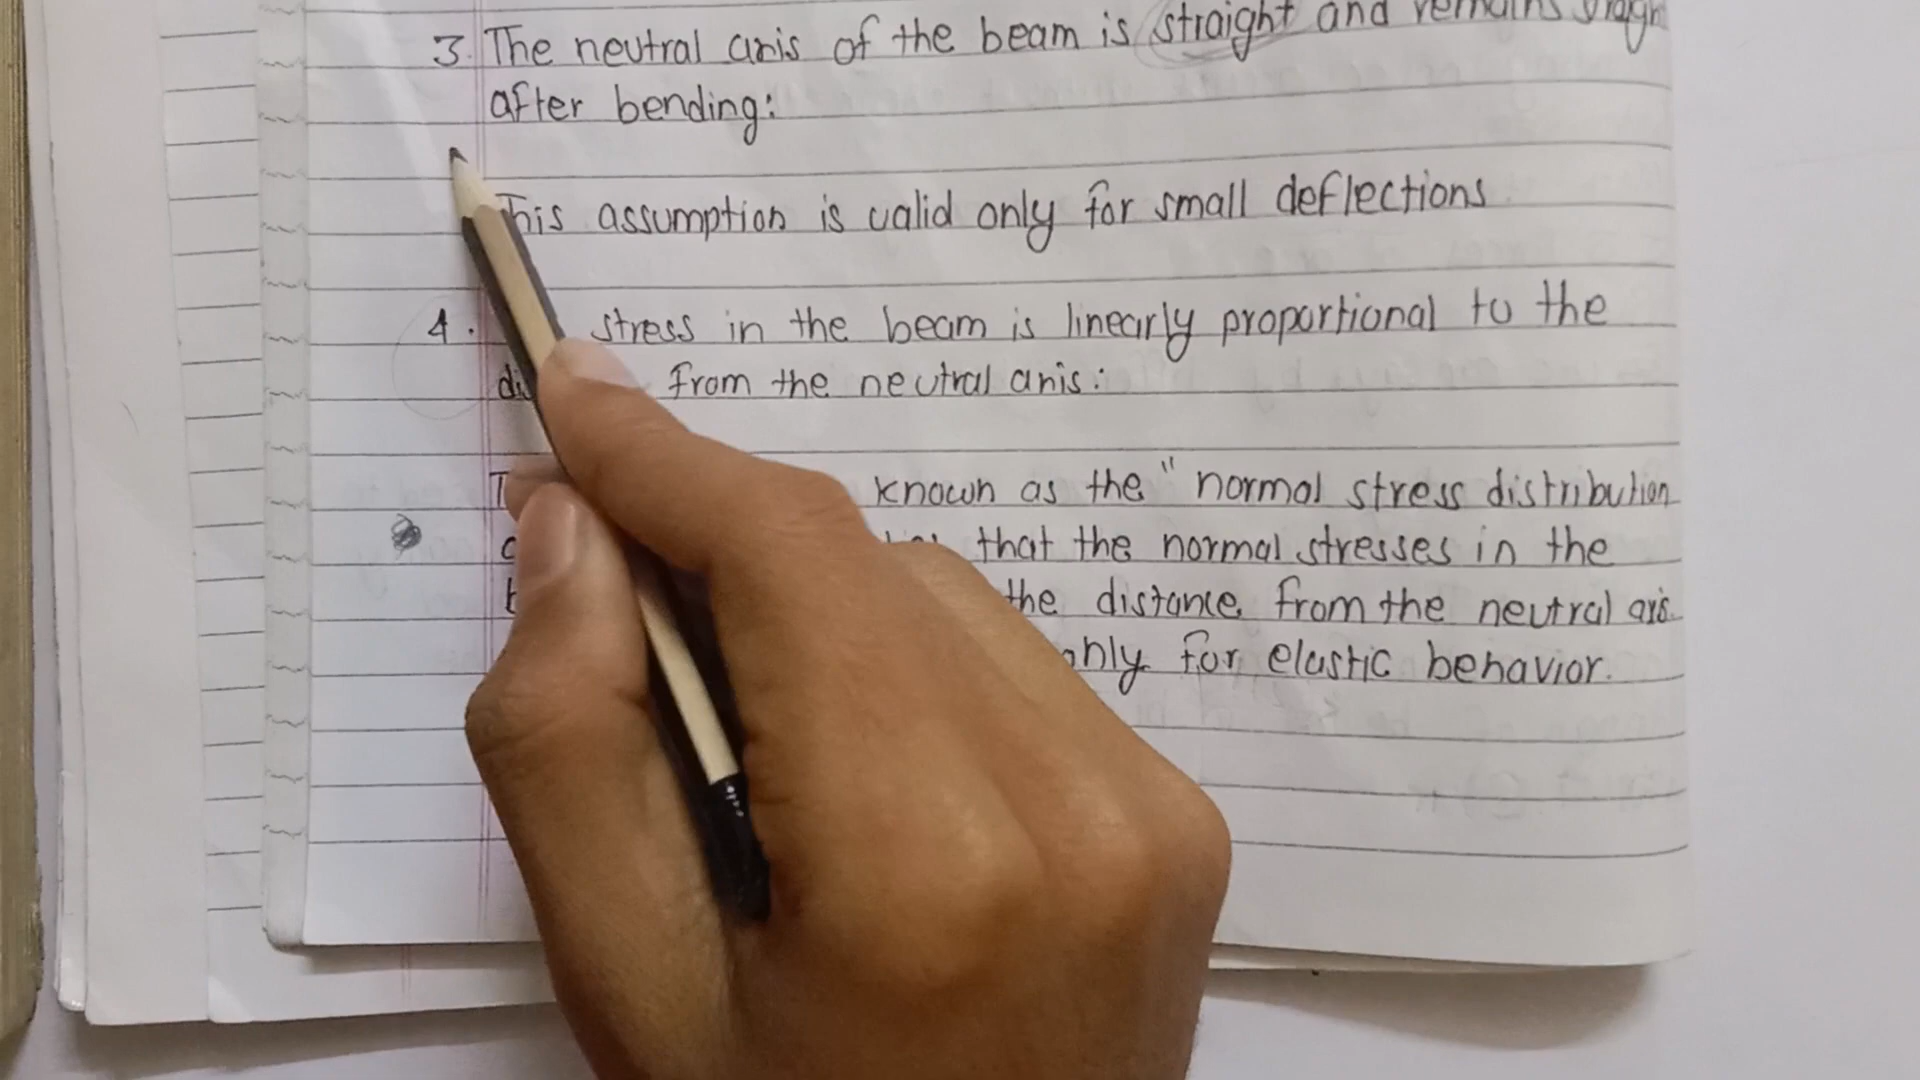 3. The neutral axis of the beam is straight and remains
after bending:
This assumption is valid only for small deflections
4. stress in the beam is linearly proportional to the
from the neutral axis:
known as the "normal stress distribution
that the normal stresses in the
the distance from the neutral axis.
only for elastic behavior.